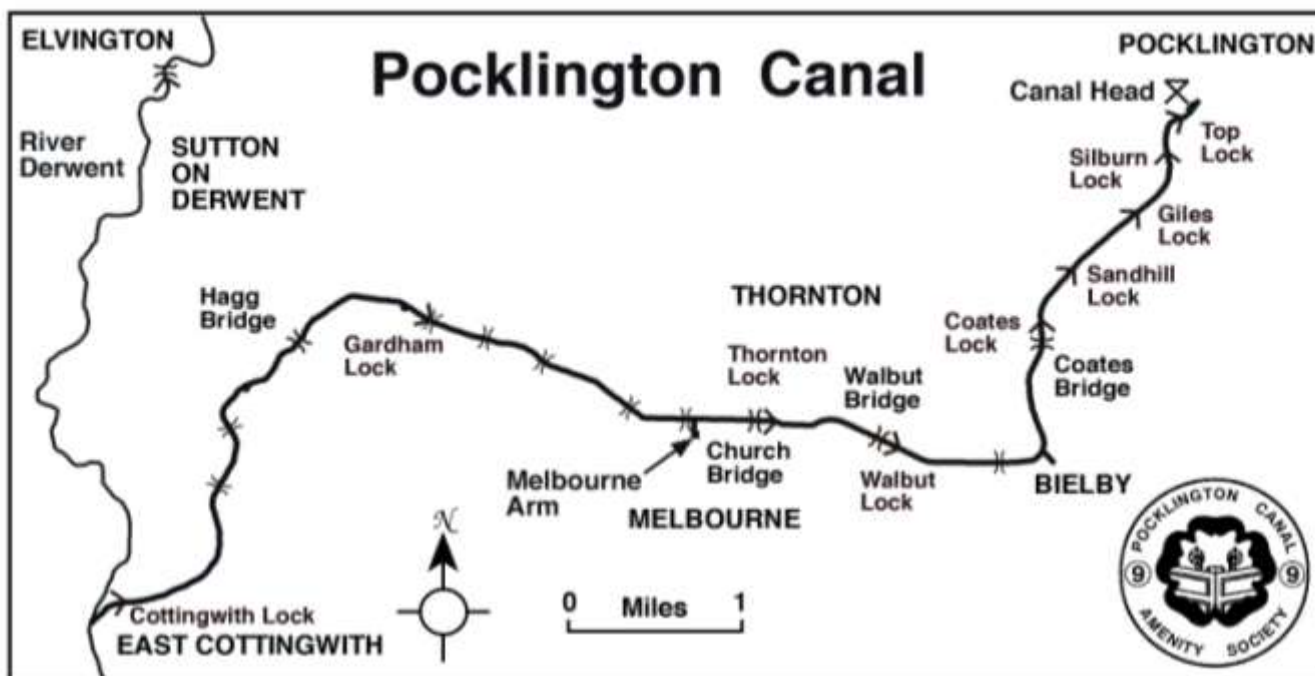 ELVINGTON
Pocklington Canal
POCKLINGTON
Canal Head
River
Derwent
SUTTON
ON
DERWENT
Top
Lock
Silburn
Lock
Giles
Lock
Sandhill
Lock
Hagg
Bridge
Gardham
Lock
THORNTON
Thornton
Lock
Walbut
Bridge
Coates
Lock
Coates
Bridge
Melbourne
Arm
Church
Bridge
Walbut
Lock
BIELBY
MELBOURNE
N
0 Miles 1
Cottingwith Lock
EAST COTTINGWITH
POCKLINGTON CANAL
9 9
AMENITY SOCIETY